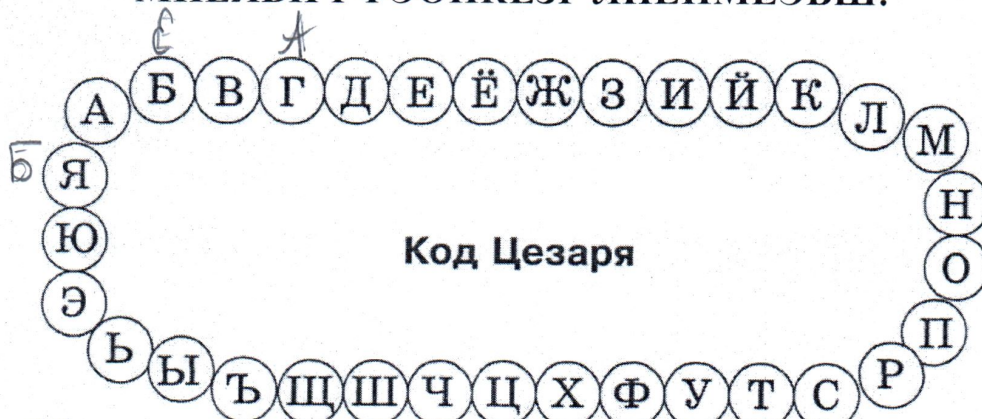 А
А Б В Г Д Е Ё Ж З И Й К Л М
Б Я Н
Ю Код Цезаря О
Э П
Ь Ы Ъ Щ Ш Ч Ц Х Ф У Т С Р